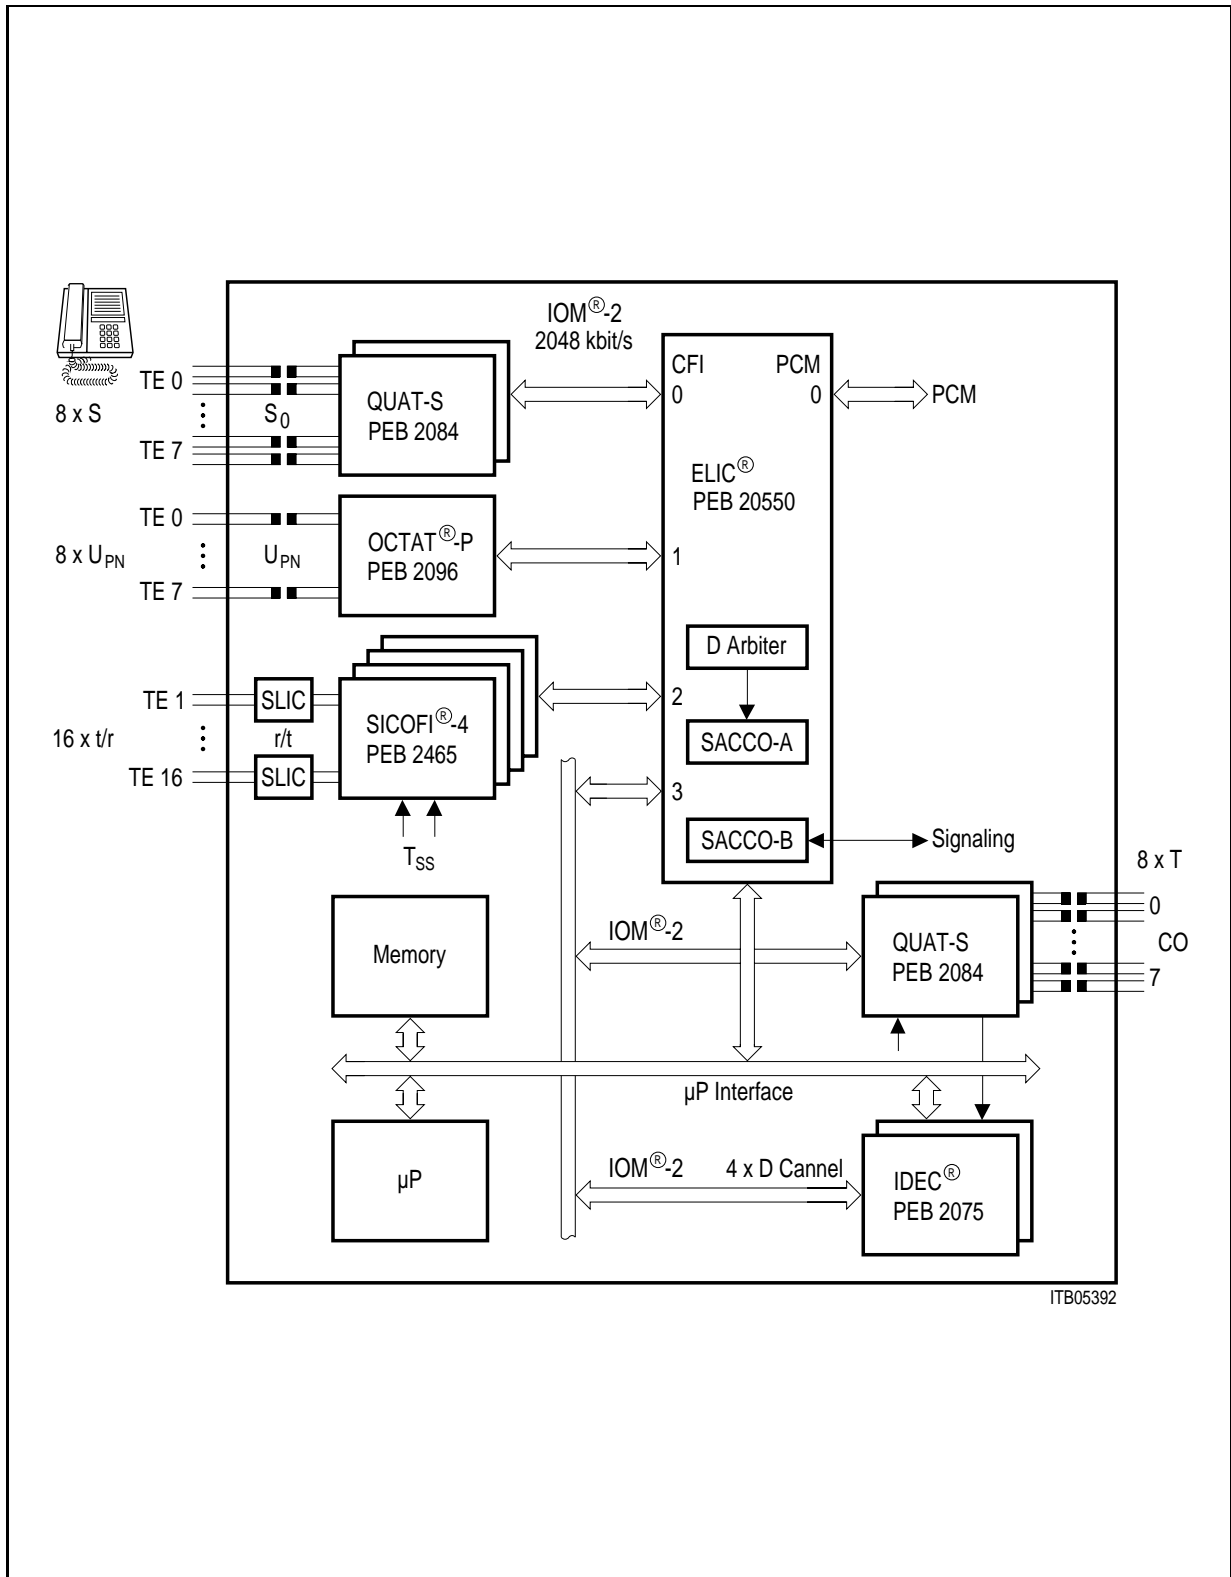 IOM®-2
2048 kbit/s
CFI
PCM
TE 0
8 x S
S0
TE 7
QUAT-S
PEB 2084
0
0
PCM
ELIC®
PEB 20550
TE 0
8 x UPN
UPN
TE 7
OCTAT®-P
PEB 2096
1
D Arbiter
TE 1
SLIC
16 x t/r
r/t
TE 16
SLIC
SICOFI®-4
PEB 2465
2
SACCO-A
3
TSS
SACCO-B
Signaling
8 x T
Memory
IOM®-2
QUAT-S
PEB 2084
0
CO
7
µP Interface
µP
IOM®-2
4 x D Cannel
IDEC®
PEB 2075
ITB05392